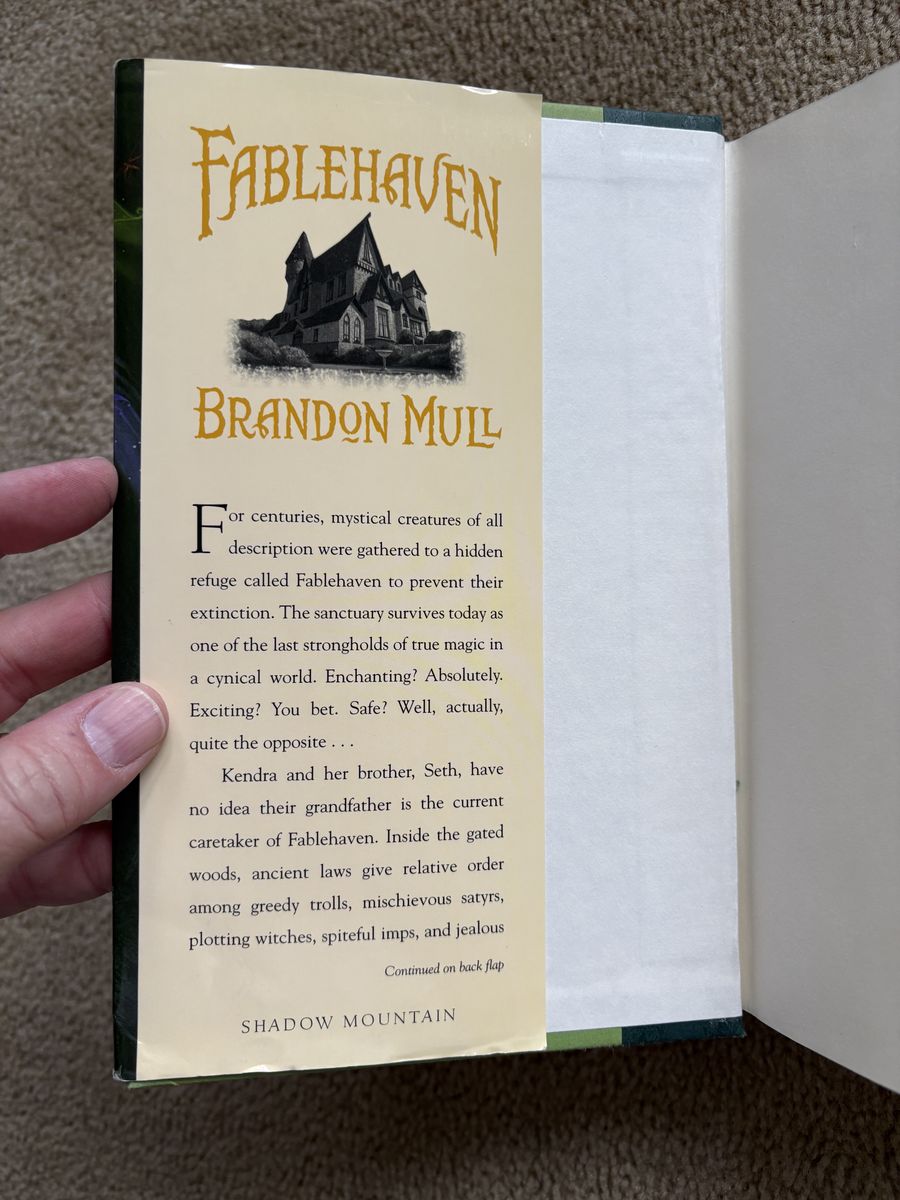 FABLEHAVEN
BRANDON MULL
For centuries, mystical creatures of all
description were gathered to a hidden
refuge called Fablehaven to prevent their
extinction. The sanctuary survives today as
one of the last strongholds of true magic in
a cynical world. Enchanting? Absolutely.
Exciting? You bet. Safe? Well, actually,
quite the opposite . . .
Kendra and her brother, Seth, have
no idea their grandfather is the current
caretaker of Fablehaven. Inside the gated
woods, ancient laws give relative order
among greedy trolls, mischievous satyrs,
plotting witches, spiteful imps, and jealous
Continued on back flap
SHADOW MOUNTAIN